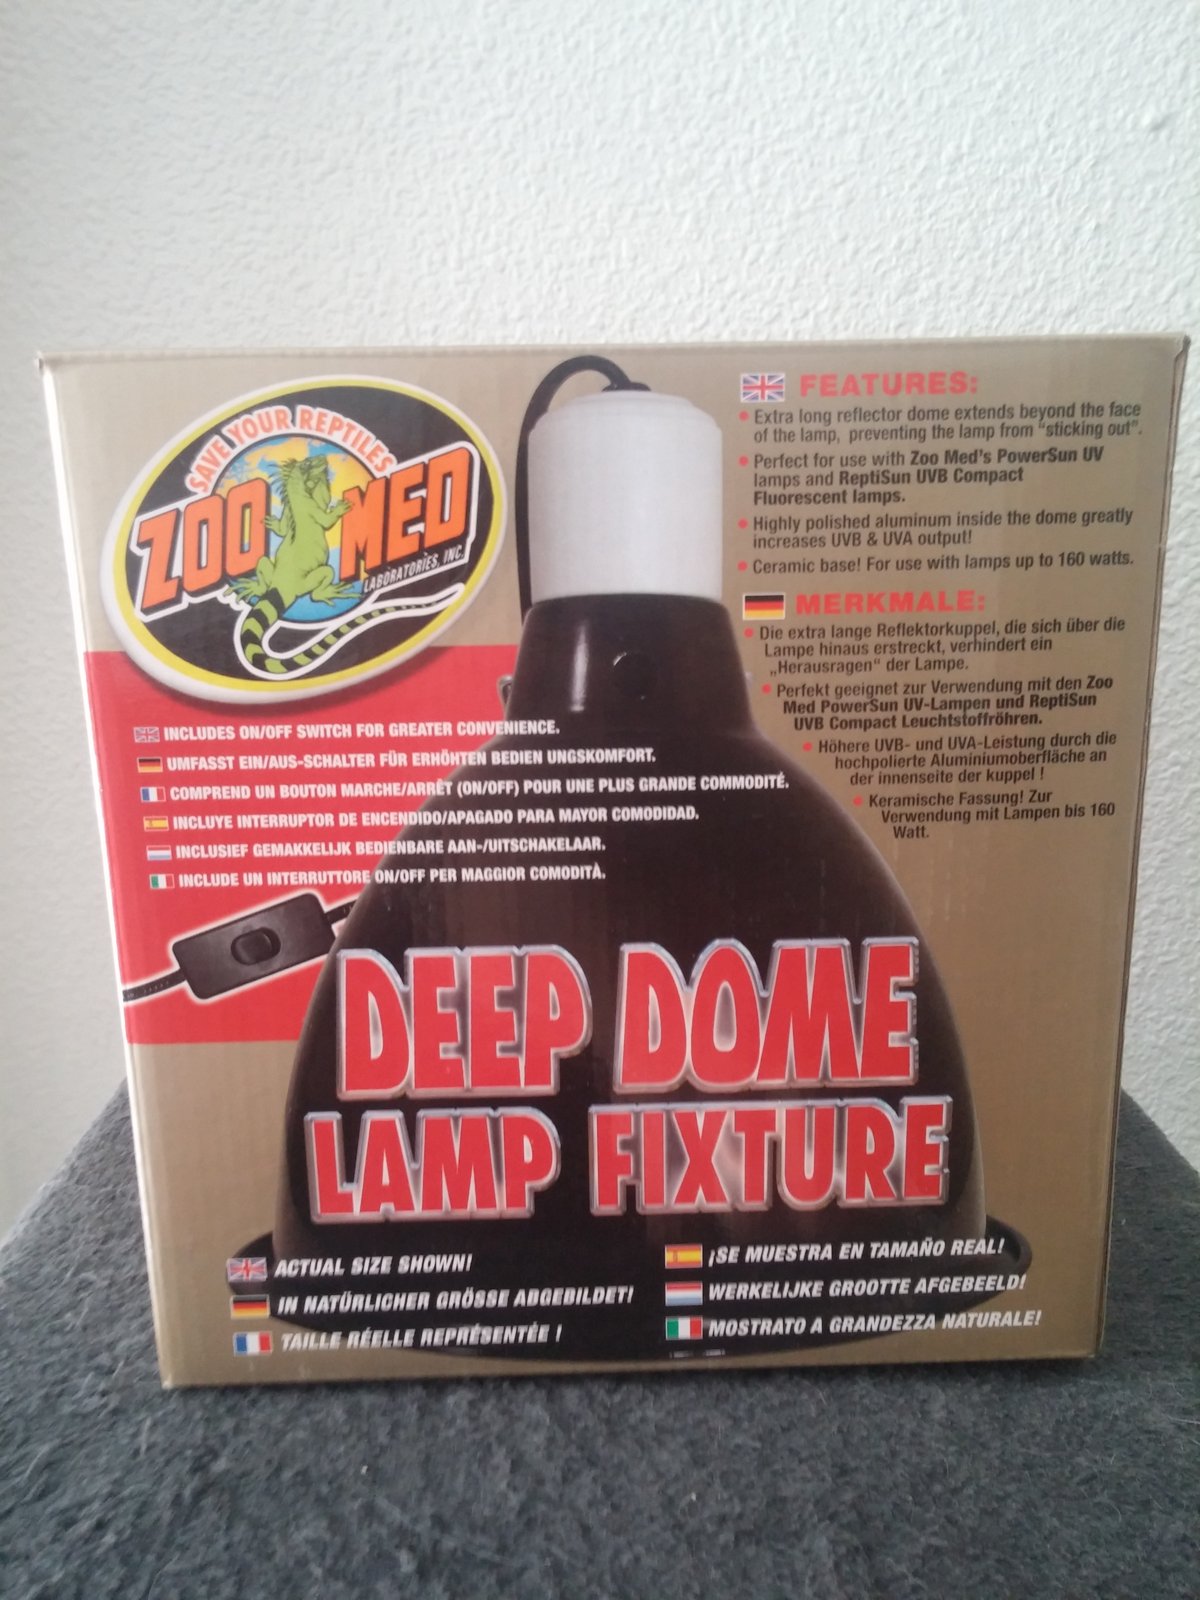 SAVE YOUR REPTILES
ZOO MED
LABORATORIES, INC.
FEATURES:
• Extra long reflector dome extends beyond the face
of the lamp, preventing the lamp from "sticking out".
• Perfect for use with Zoo Med's PowerSun UV
lamps and ReptiSun UVB Compact
Fluorescent lamps.
• Highly polished aluminum inside the dome greatly
increases UVB & UVA output!
• Ceramic base! For use with lamps up to 160 watts.
MERKMALE:
• Die extra lange Reflektorkuppel, die sich über die
Lampe hinaus erstreckt, verhindert ein
„Herausragen“ der Lampe.
• Perfekt geeignet zur Verwendung mit den Zoo
Med PowerSun UV-Lampen und ReptiSun
UVB Compact Leuchtstoffröhren.
• Höhere UVB- und UVA-Leistung durch die
hochpolierte Aluminiumoberfläche an
der innenseite der kuppel !
• Keramische Fassung! Zur
Verwendung mit Lampen bis 160
Watt.
INCLUDES ON/OFF SWITCH FOR GREATER CONVENIENCE.
UMFASST EIN/AUS-SCHALTER FÜR ERHÖHTEN BEDIEN UNGSKOMFORT.
COMPREND UN BOUTON MARCHE/ARRÊT (ON/OFF) POUR UNE PLUS GRANDE COMMODITÉ.
INCLUYE INTERRUPTOR DE ENCENDIDO/APAGADO PARA MAYOR COMODIDAD.
INCLUSIEF GEMAKKELIJK BEDIENBARE AAN-/UITSCHAKELAAR.
INCLUDE UN INTERRUTTORE ON/OFF PER MAGGIOR COMODITÀ.
DEEP DOME
LAMP FIXTURE
ACTUAL SIZE SHOWN!
IN NATÜRLICHER GRÖSSE ABGEBILDET!
TAILLE RÉELLE REPRÉSENTÉE !
¡SE MUESTRA EN TAMAÑO REAL!
WERKELIJKE GROOTTE AFGEBEELD!
MOSTRATO A GRANDEZZA NATURALE!